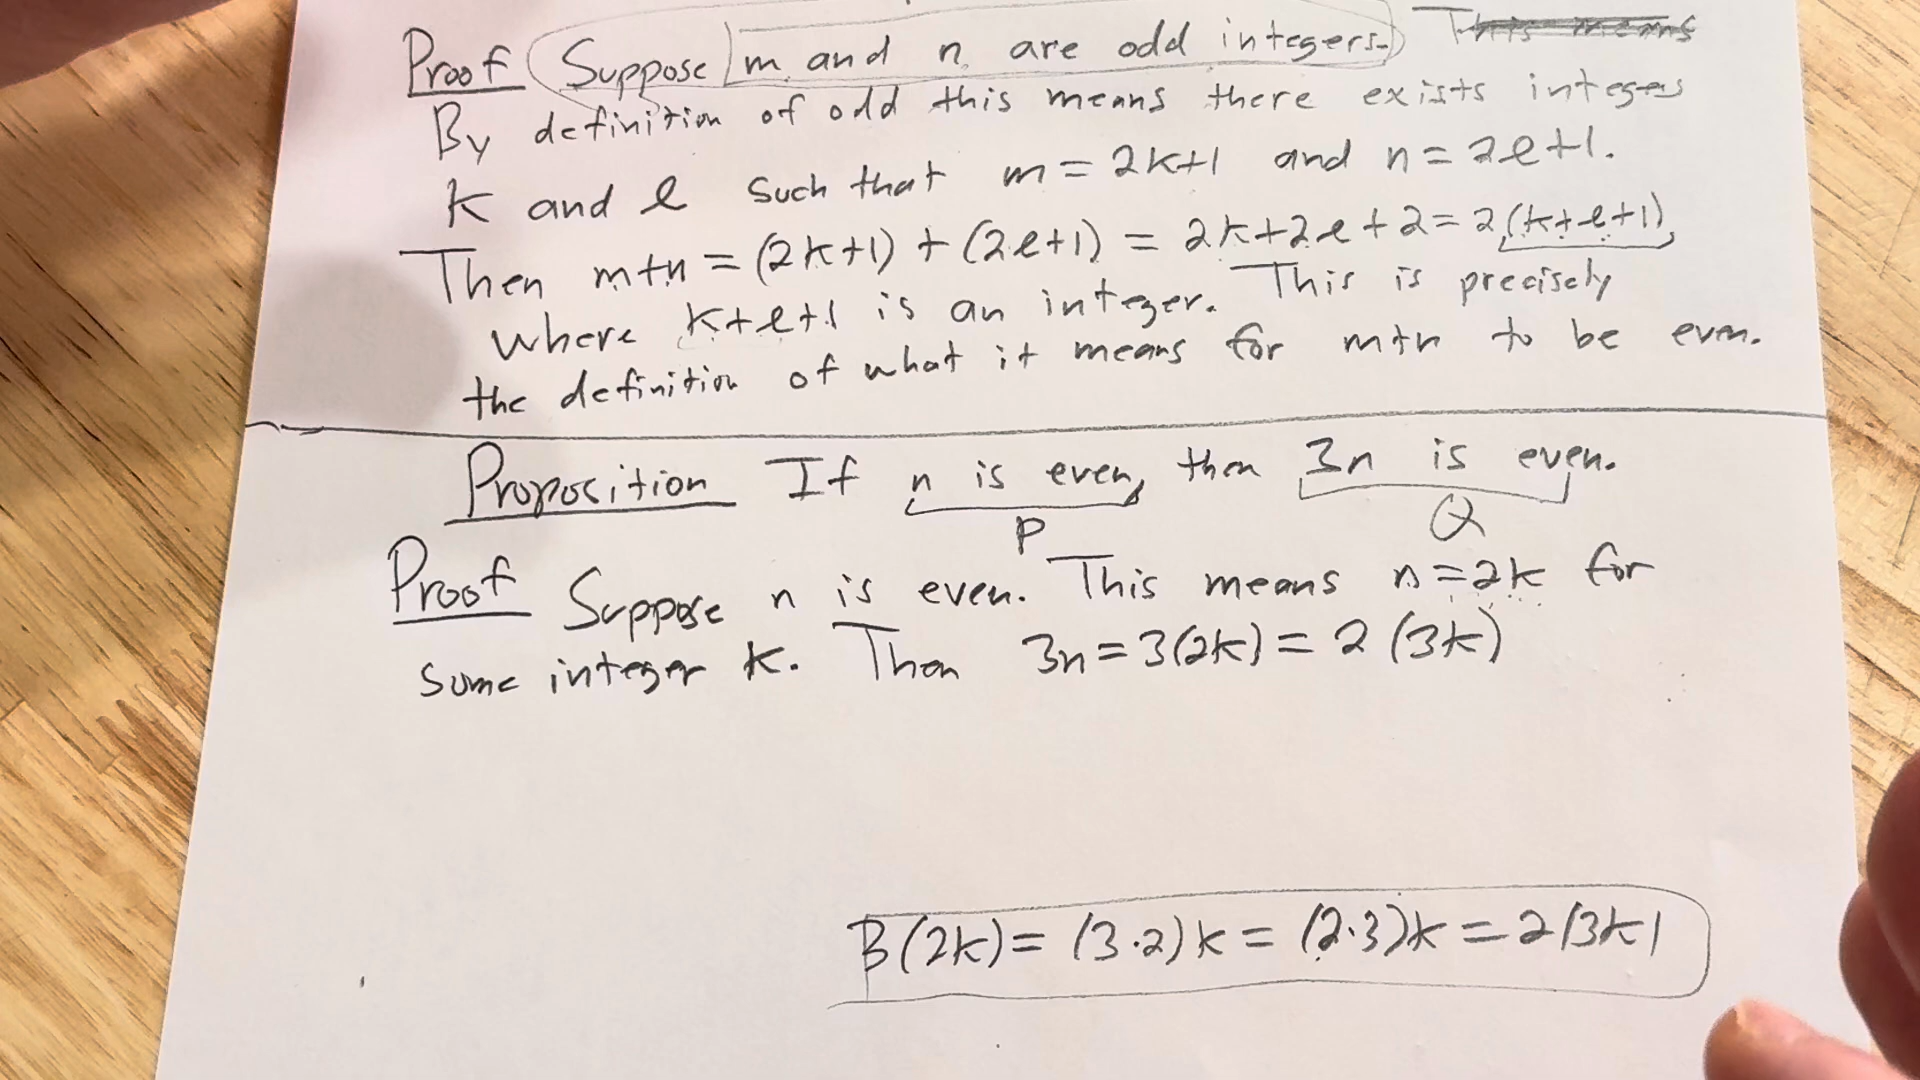 Proof Suppose m and n are odd integers. This means
By definition of odd this means there exists integers
k and l such that m = 2k+1 and n = 2l+1.
Then m+n = (2k+1) + (2l+1) = 2k+2l+2 = 2(k+l+1)
where k+l+1 is an integer. This is precisely
the definition of what it means for m+n to be even.
Proposition If n is even, then 3n is even.
P Q
Proof Suppose n is even. This means n=2k for
some integer k. Then 3n = 3(2k) = 2(3k)
3(2k) = (3·2)k = (2·3)k = 2(3k)